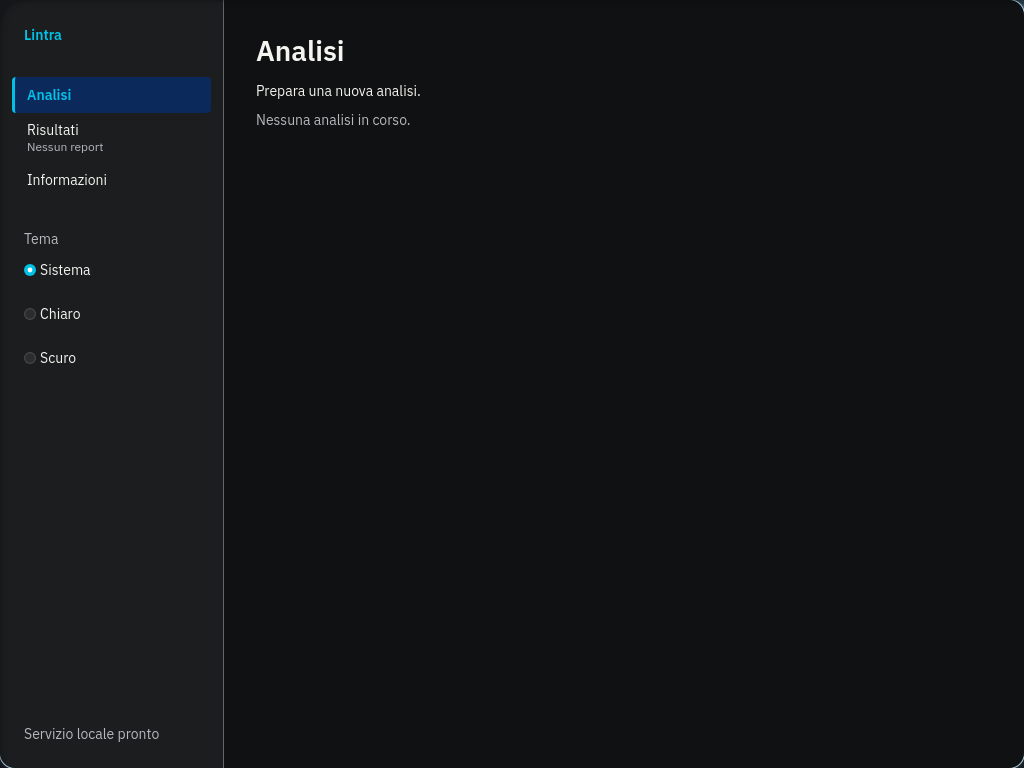 Lintra
Analisi
Risultati
Nessun report
Informazioni
Tema
Sistema
Chiaro
Scuro
Servizio locale pronto
Analisi
Prepara una nuova analisi.
Nessuna analisi in corso.